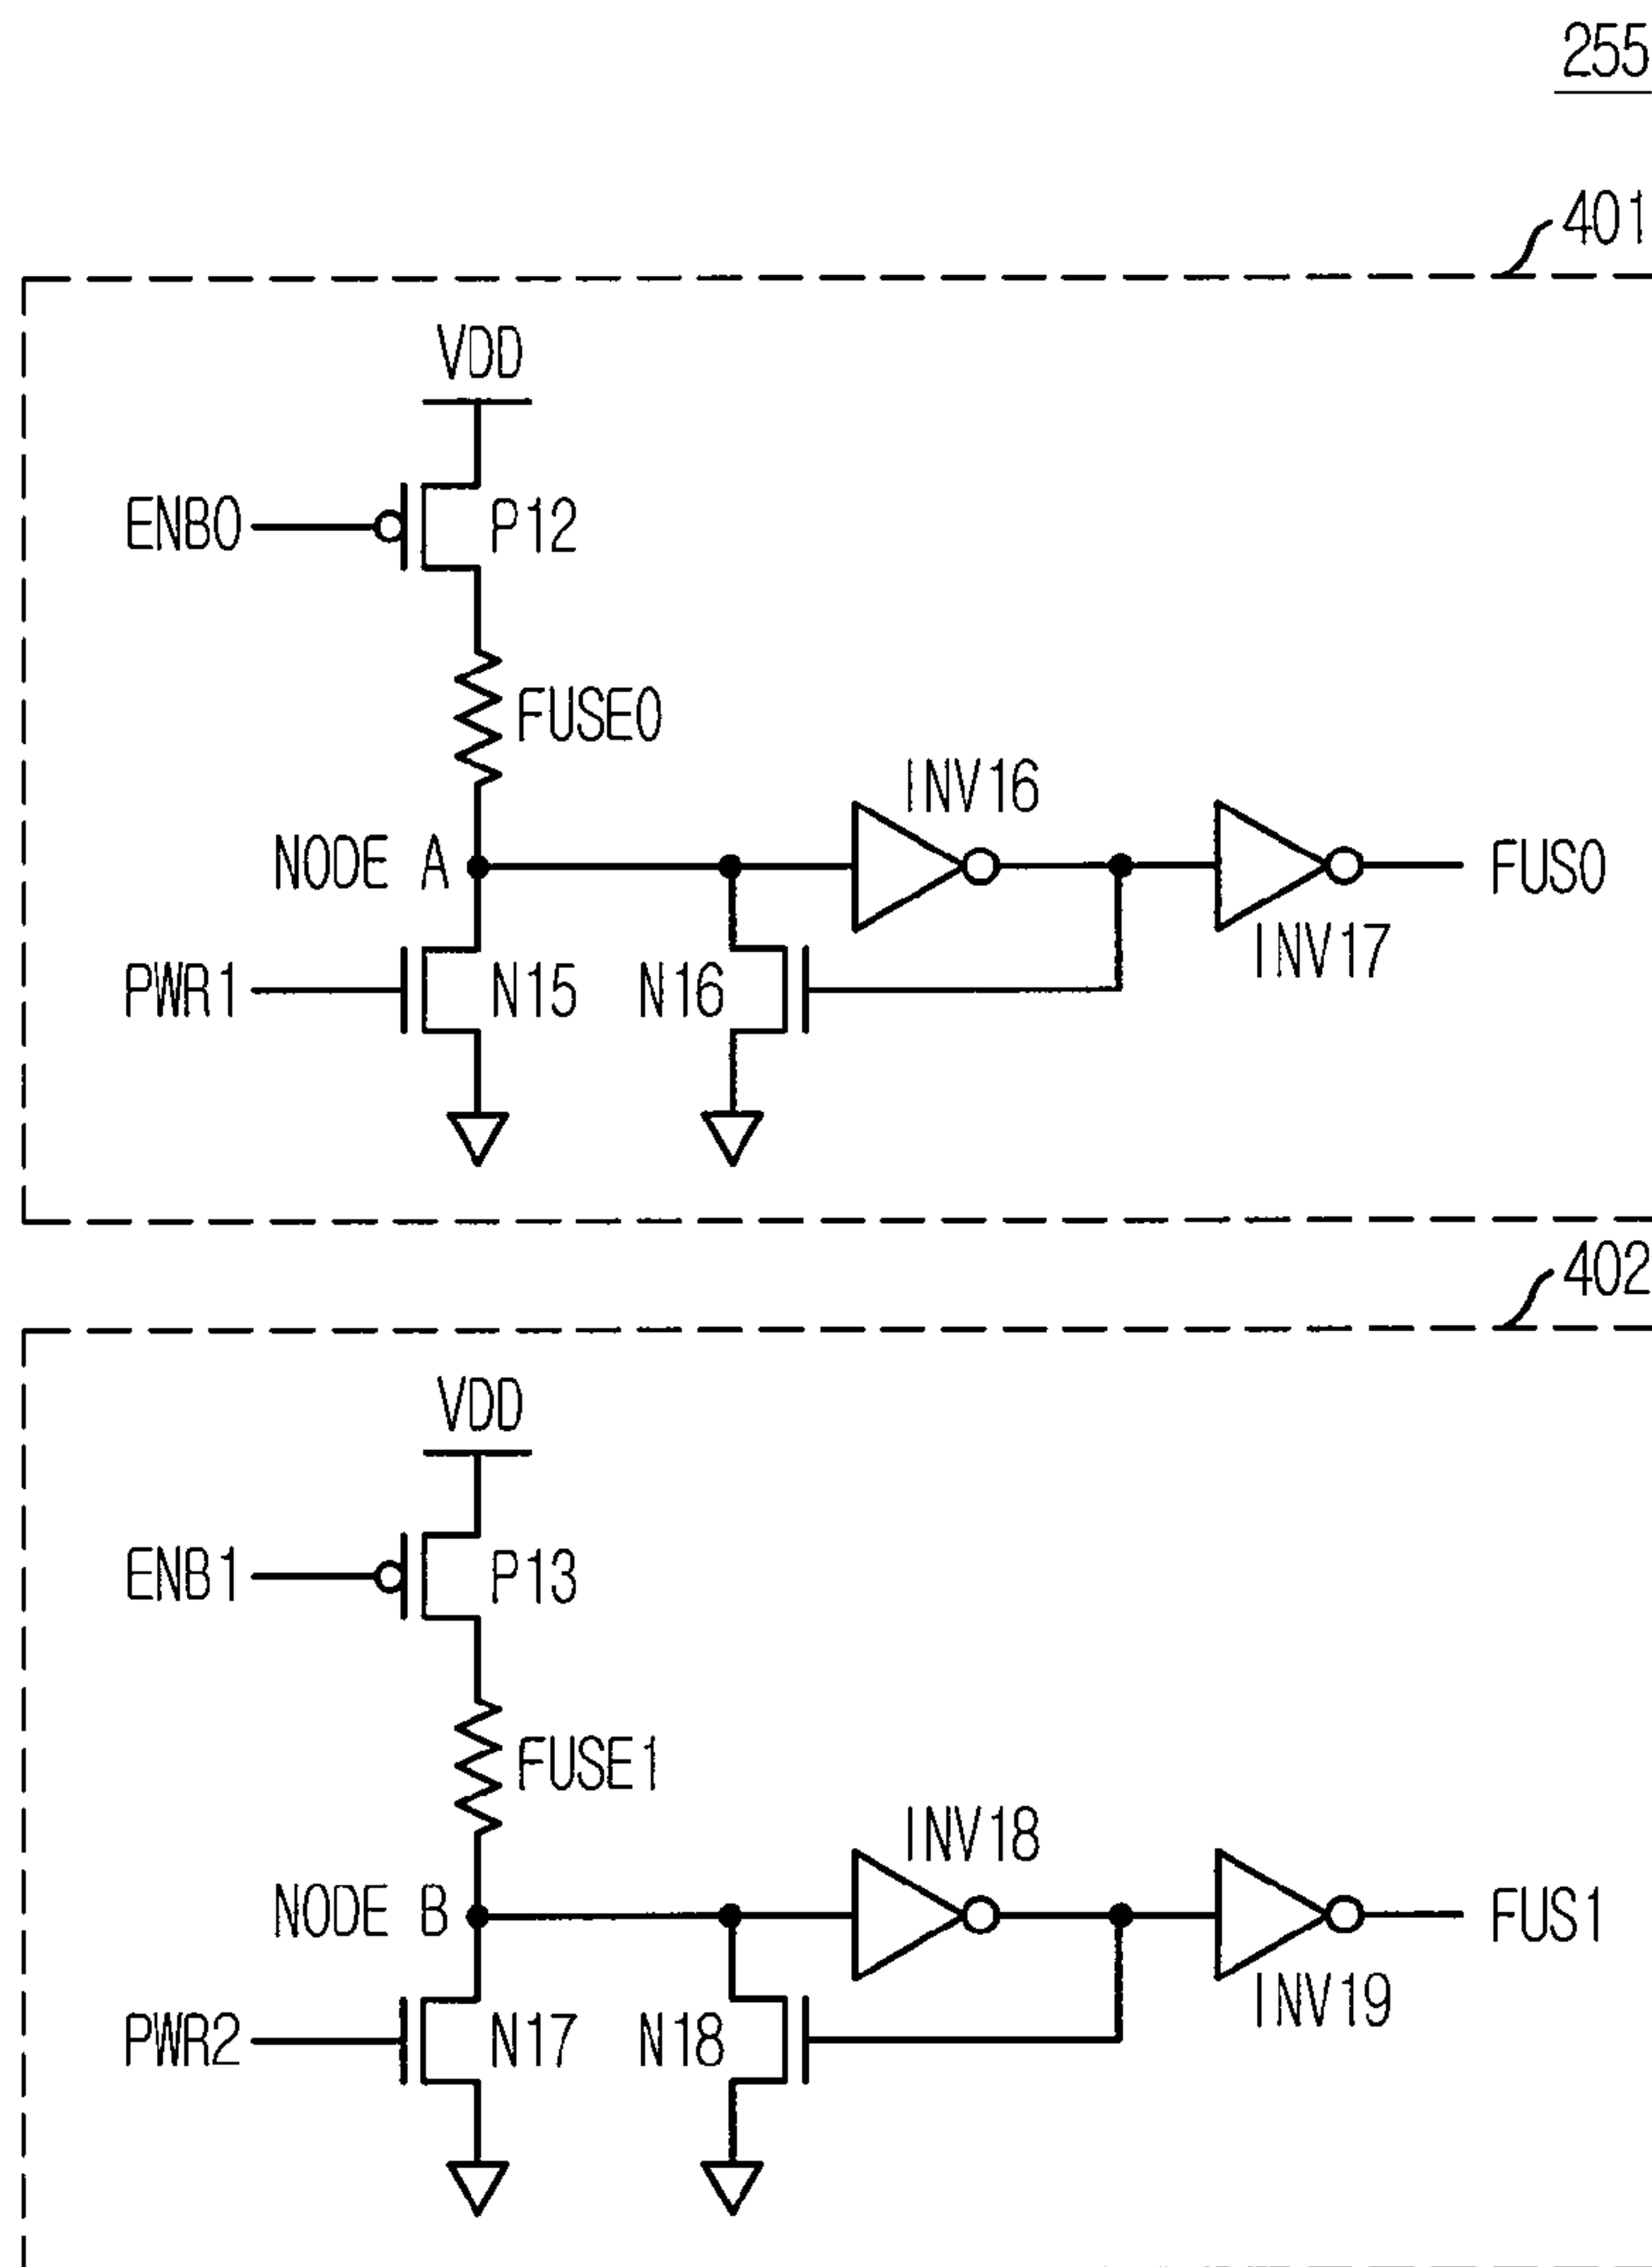 255
401
VDD
ENB0
P12
FUSE0
INV16
NODE A
FUS0
INV17
PWR1
N15
N16
402
VDD
ENB1
P13
FUSE1
INV18
NODE B
FUS1
INV19
PWR2
N17
N18